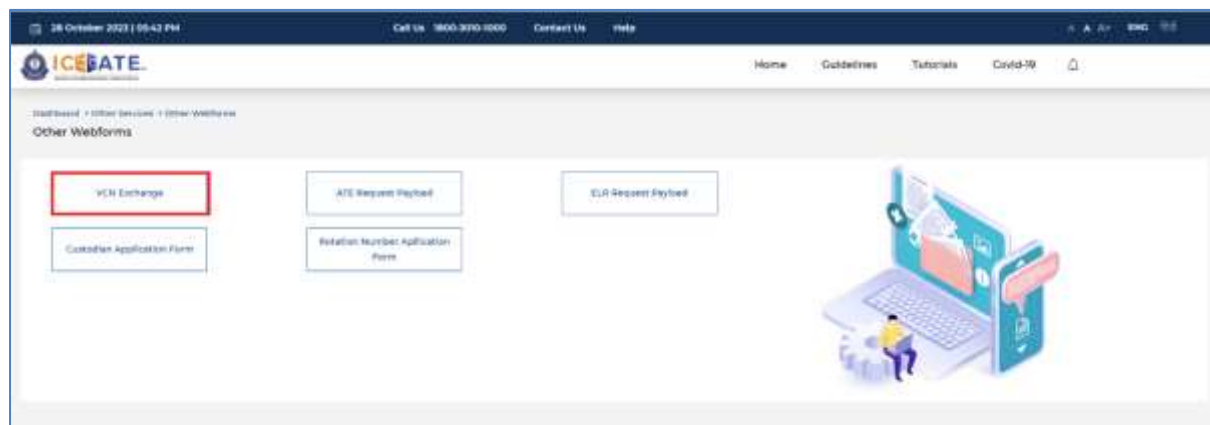 28 October 2023 | 05:42 PM
Call Us 1800-3010-1000
Contact Us
Help
A A A+
ENG
ICEGATE
Home
Guidelines
Tutorials
Covid-19
Dashboard > Other Services > Other Webforms
Other Webforms
VCN Exchange
ATE Request Payload
ELR Request Payload
Custodian Application Form
Rotation Number Apllication
Form